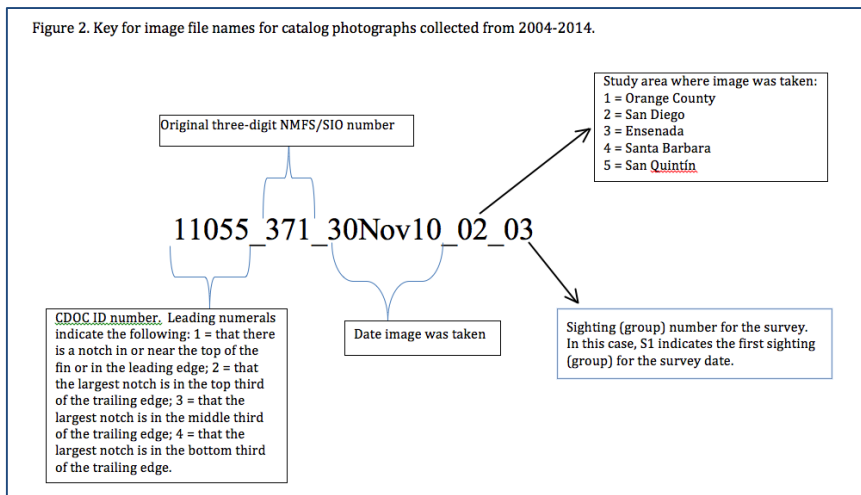 Figure 2. Key for image file names for catalog photographs collected from 2004-2014.
Study area where image was taken:
1 = Orange County
2 = San Diego
3 = Ensenada
4 = Santa Barbara
5 = San Quintín
Original three-digit NMFS/SIO number
11055_371_30Nov10_02_03
CDOC ID number.  Leading numerals
indicate the following: 1 = that there
is a notch in or near the top of the
fin or in the leading edge; 2 = that
the largest notch is in the top third
of the trailing edge; 3 = that the
largest notch is in the middle third
of the trailing edge; 4 = that the
largest notch is in the bottom third
of the trailing edge.
Date image was taken
Sighting (group) number for the survey.
In this case, S1 indicates the first sighting
(group) for the survey date.